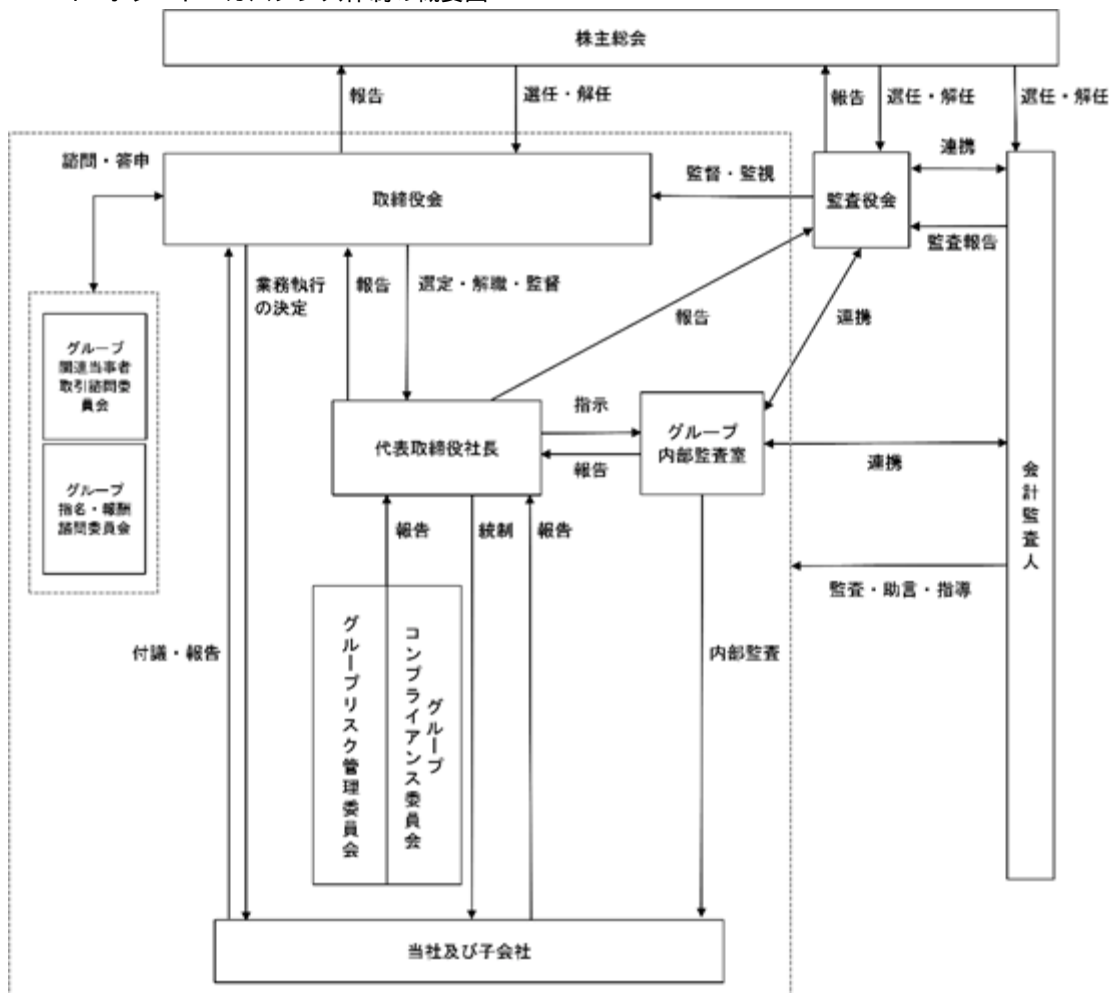 株主総会
報告
選任・解任
報告
選任・解任
選任・解任
諮問・答申
取締役会
監督・監視
監査役会
連携
監査報告
業務執行
の決定
報告
選定・解職・監督
報告
連携
グループ
関連当事者
取引諮問委
員会
グループ
指名・報酬
諮問委員会
代表取締役社長
指示
報告
グループ
内部監査室
連携
会計監査人
報告
統制
報告
監査・助言・指導
付議・報告
グループリスク管理委員会
グループ
コンプライアンス委員会
内部監査
当社及び子会社